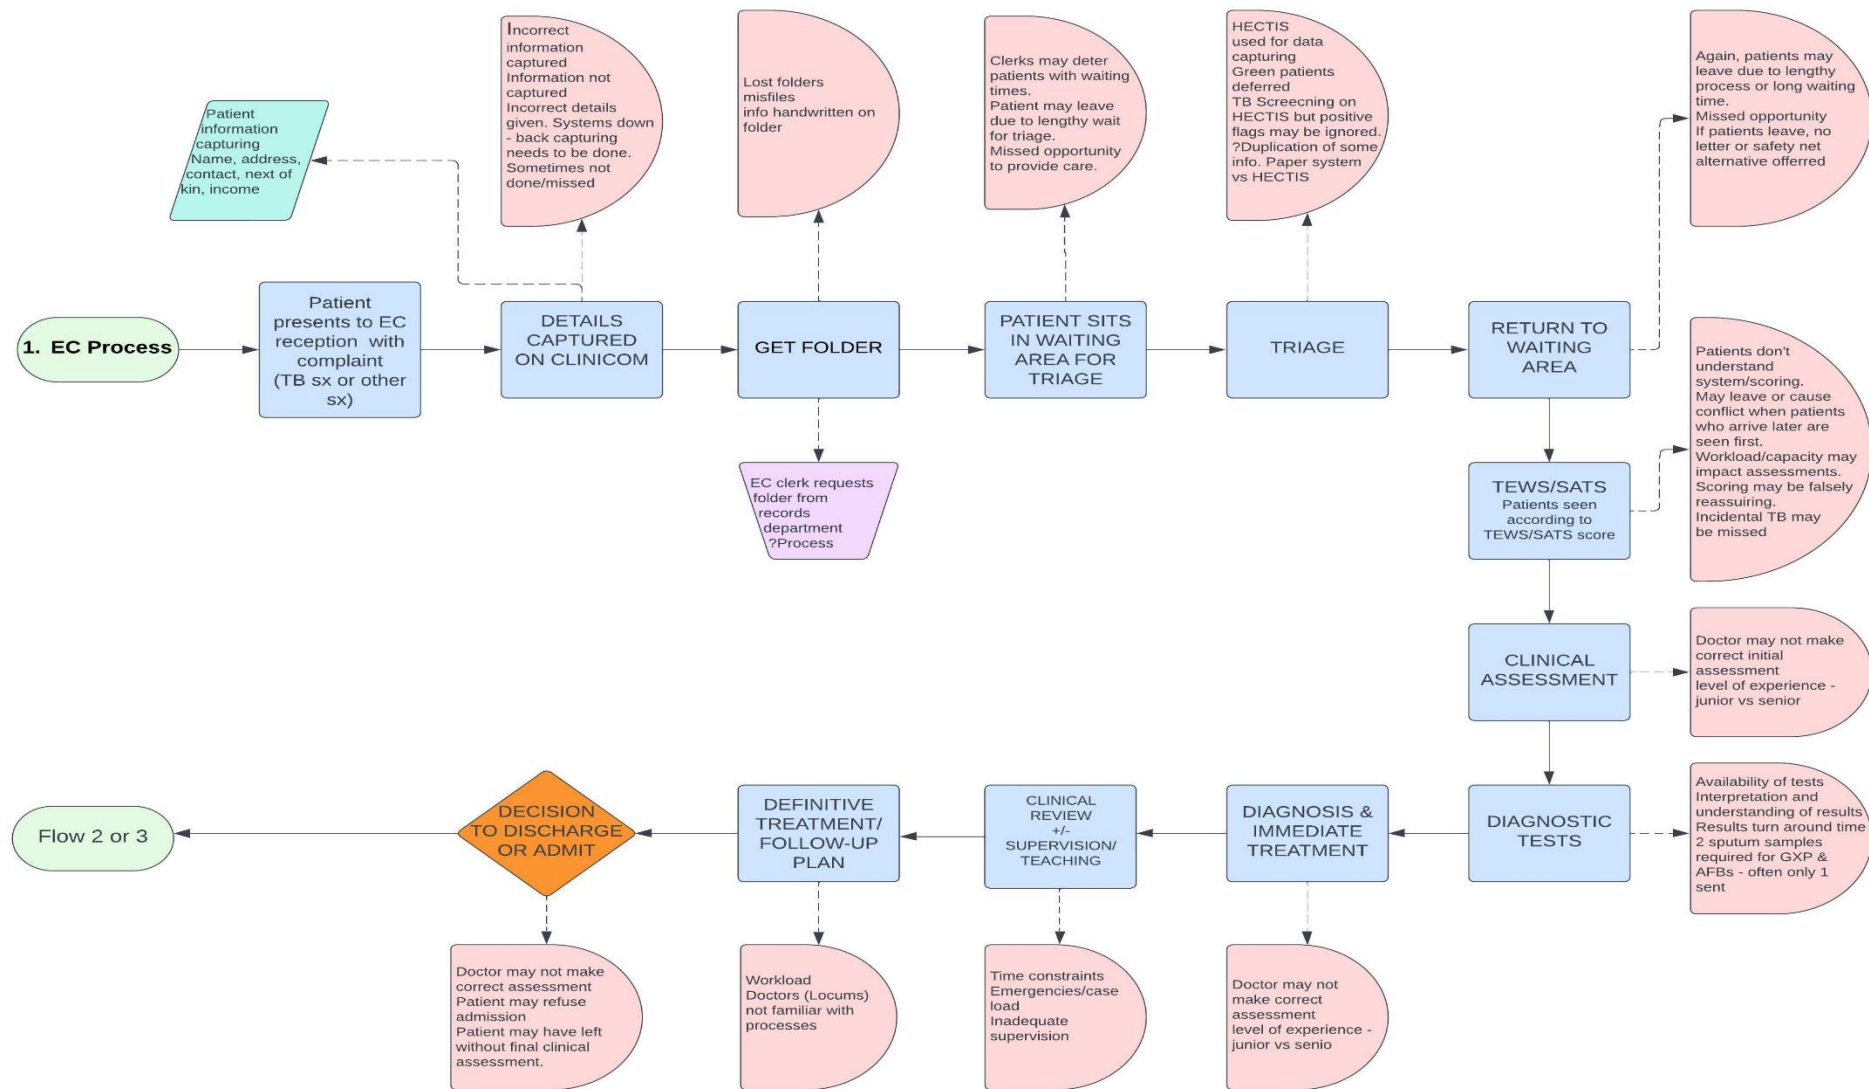 Incorrect
information
captured
Information not
captured
Incorrect details
given. Systems down
- back capturing
needs to be done.
Sometimes not
done/missed
Lost folders
misfiles
info handwritten on
folder
Clerks may deter
patients with waiting
times.
Patient may leave
due to lengthy wait
for triage.
Missed opportunity
to provide care.
HECTIS
used for data
capturing
Green patients
deferred
TB Screecning on
HECTIS but positive
flags may be ignored.
?Duplication of some
info. Paper system
vs HECTIS
Again, patients may
leave due to lengthy
process or long waiting
time.
Missed opportunity
If patients leave, no
letter or safety net
alternative offerred
Patient
information
capturing
Name, address,
contact, next of
kin, income
1. EC Process
Patient
presents to EC
reception with
complaint
(TB sx or other
sx)
DETAILS
CAPTURED
ON CLINICOM
GET FOLDER
PATIENT SITS
IN WAITING
AREA FOR
TRIAGE
TRIAGE
RETURN TO
WAITING
AREA
Patients don't
understand
system/scoring.
May leave or cause
conflict when patients
who arrive later are
seen first.
Workload/capacity may
impact assessments.
Scoring may be falsely
reassuiring.
Incidental TB may
be missed
EC clerk requests
folder from
records
department
?Process
TEWS/SATS
Patients seen
according to
TEWS/SATS score
CLINICAL
ASSESSMENT
Doctor may not make
correct initial
assessment
level of experience -
junior vs senior
Flow 2 or 3
DECISION
TO DISCHARGE
OR ADMIT
DEFINITIVE
TREATMENT/
FOLLOW-UP
PLAN
CLINICAL
REVIEW
+/-
SUPERVISION/
TEACHING
DIAGNOSIS &
IMMEDIATE
TREATMENT
DIAGNOSTIC
TESTS
Availability of tests
Interpretation and
understanding of results
Results turn around time
2 sputum samples
required for GXP &
AFBs - often only 1
sent
Doctor may not make
correct assessment
Patient may refuse
admission
Patient may have left
without final clinical
assessment.
Workload
Doctors (Locums)
not familiar with
processes
Time constraints
Emergencies/case
load
Inadequate
supervision
Doctor may not
make correct
assessment
level of experience -
junior vs senio